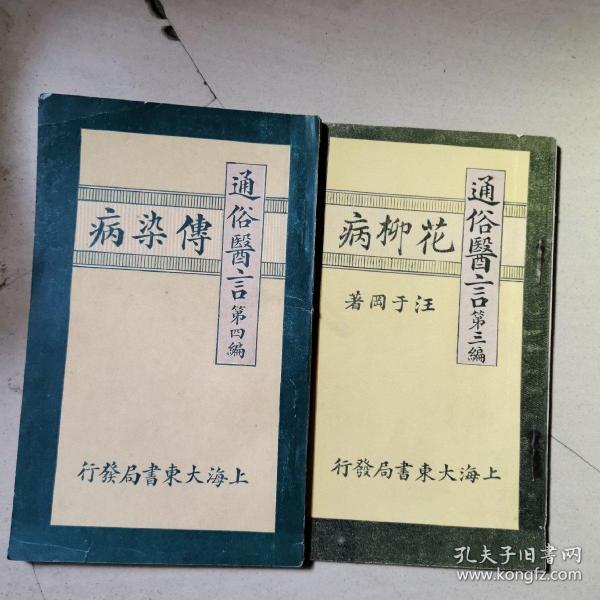 通俗醫言第四編
傳染病
上海大東書局發行
通俗醫言第三編
花柳病
汪于岡著
上海大東書局發行
孔夫子旧书网
www.kongfz.com